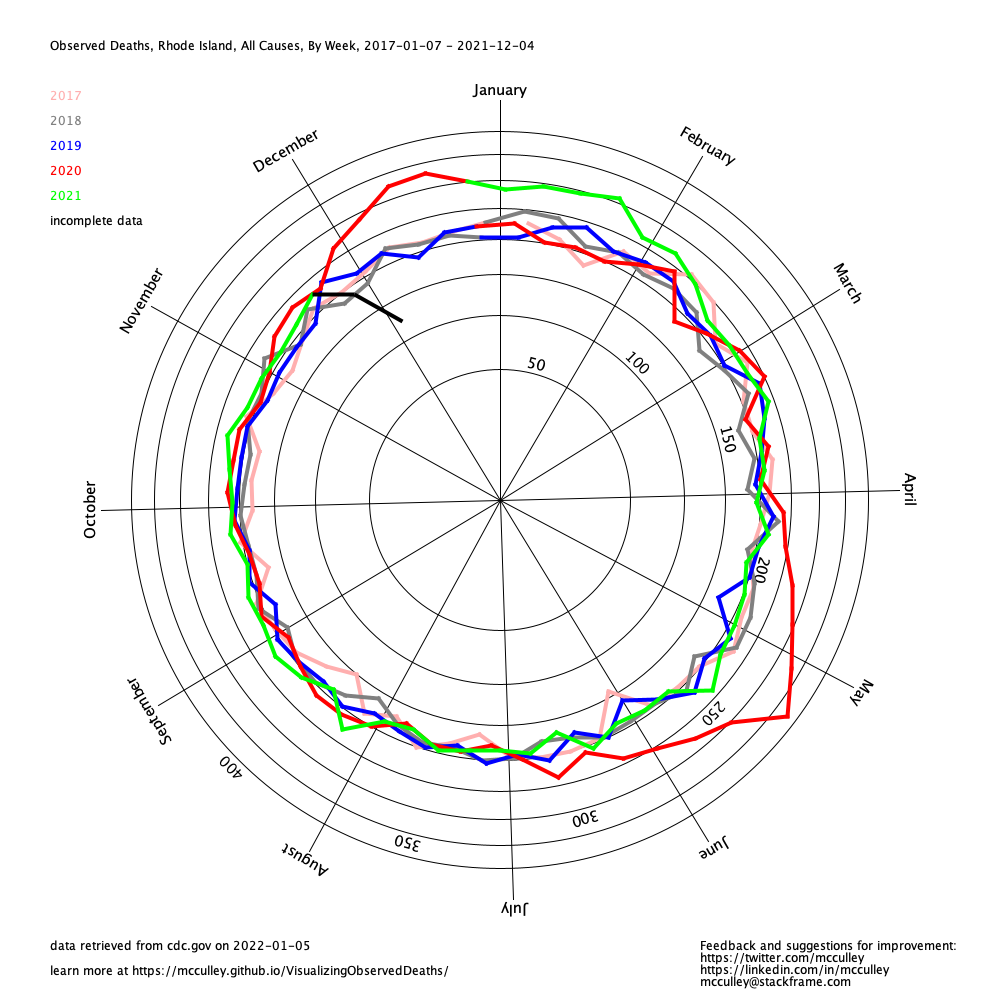 Observed Deaths, Rhode Island, All Causes, By Week, 2017-01-07 - 2021-12-04
January
2017
2018
2019
2020
2021
incomplete data
December
February
November
March
50
100
150
October
April
200
September
May
250
400
300
350
August
June
July
data retrieved from cdc.gov on 2022-01-05
learn more at https://mcculley.github.io/VisualizingObservedDeaths/
Feedback and suggestions for improvement:
https://twitter.com/mcculley
https://linkedin.com/in/mcculley
mcculley@stackframe.com